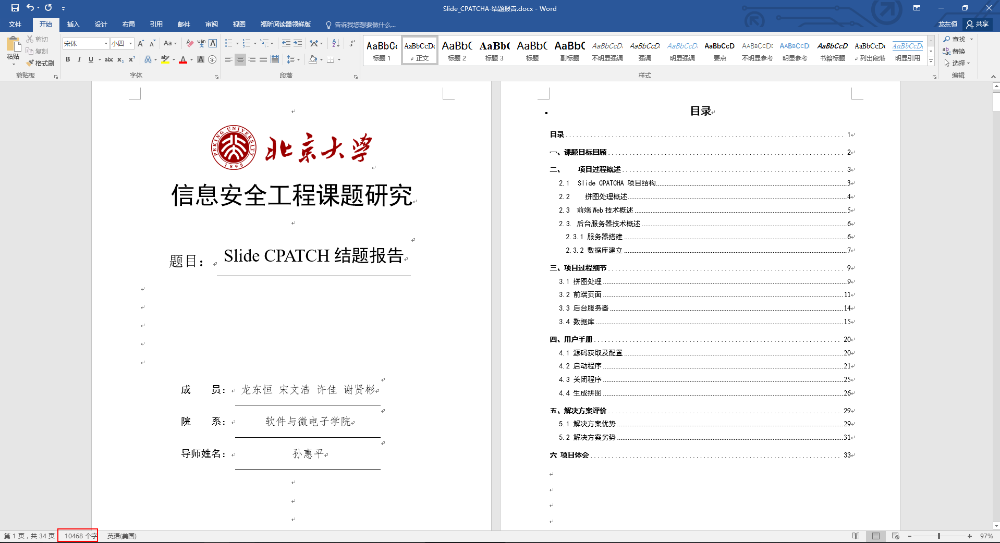 Slide_CPATCHA-结题报告.docx - Word
文件 开始 插入 设计 布局 引用 邮件 审阅 视图 福昕阅读器领鲜版 告诉我您想要做什么... 龙东恒 共享
粘贴 剪切 复制 格式刷
宋体 小四
B I U abc
剪贴板 字体 段落 样式 编辑
AaBbCc AaBbCcDc AaBbC AaBbC AaBbC AaBbC AaBbCcD AaBbCcD AaBbCcD AaBbCcD AaBbCcDi AaBbCcDi AaBbCcD AaBbCcDc AaBbCcD
标题 1 正文 标题 2 标题 3 标题 副标题 不明显强调 强调 明显强调 要点 不明显参考 明显参考 书籍标题 列出段落 明显引用
查找
替换
选择
PEKING UNIVERSITY 1898
北京大学
信息安全工程课题研究
题目: Slide CPATCH 结题报告
成 员: 龙东恒 宋文浩 许佳 谢贤彬
院 系: 软件与微电子学院
导师姓名: 孙惠平
目录
目录 1
一、课题目标回顾 2
二、 项目过程概述 3
2.1 Slide CPATCHA 项目结构 3
2.2 拼图处理概述 4
2.3 前端Web技术概述 5
2.3. 后台服务器技术概述 6
2.3.1 服务器搭建 6
2.3.2 数据库建立 7
三、项目过程细节 9
3.1 拼图处理 9
3.2 前端页面 11
3.3 后台服务器 14
3.4 数据库 15
四、用户手册 20
4.1 源码获取及配置 20
4.2 启动程序 21
4.3 关闭程序 25
4.4 生成拼图 26
五、解决方案评价 29
5.1 解决方案优势 29
5.2 解决方案劣势 31
六 项目体会 33
第 1 页，共 34 页 10468 个字 英语(美国) 97%